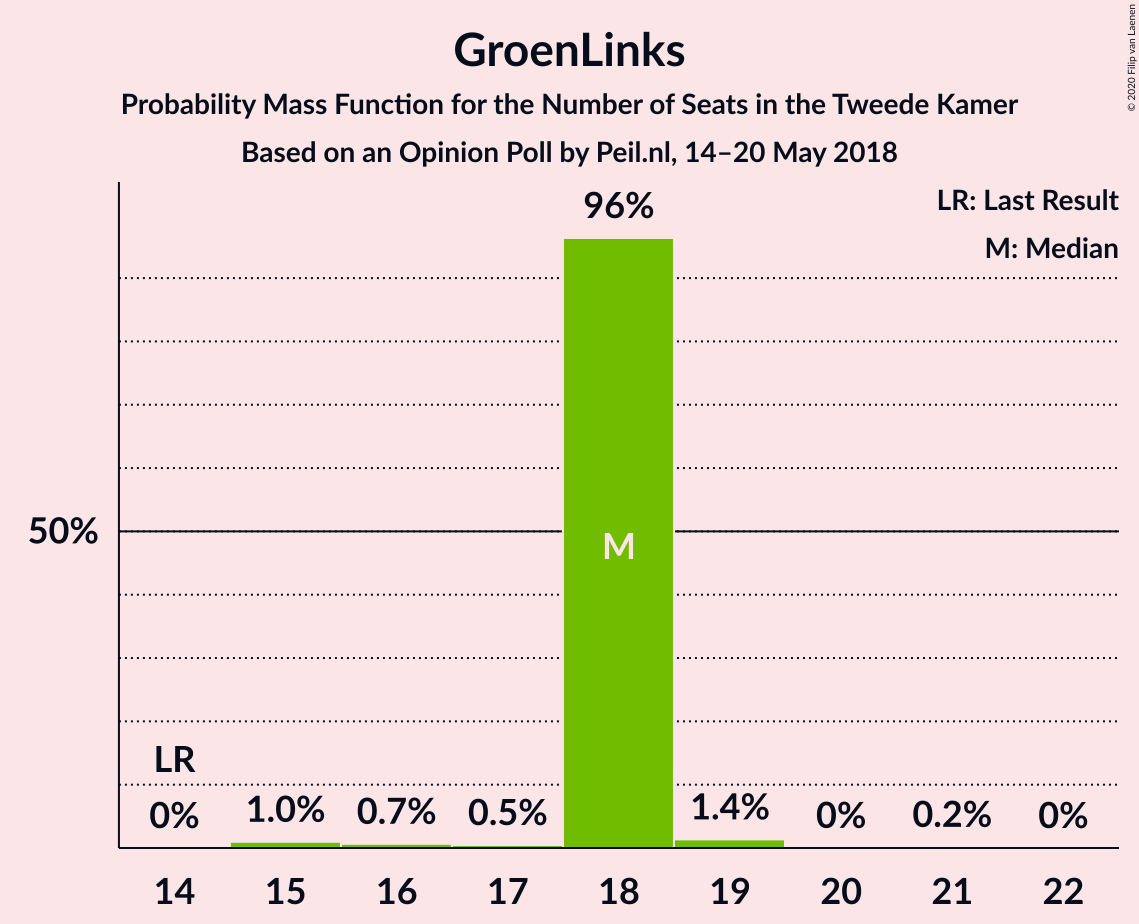 GroenLinks
Probability Mass Function for the Number of Seats in the Tweede Kamer
Based on an Opinion Poll by Peil.nl, 14–20 May 2018
© 2020 Filip van Laenen
LR: Last Result
M: Median
96%
50%
M
LR
0%
1.0%
0.7%
0.5%
1.4%
0%
0.2%
0%
14 15 16 17 18 19 20 21 22